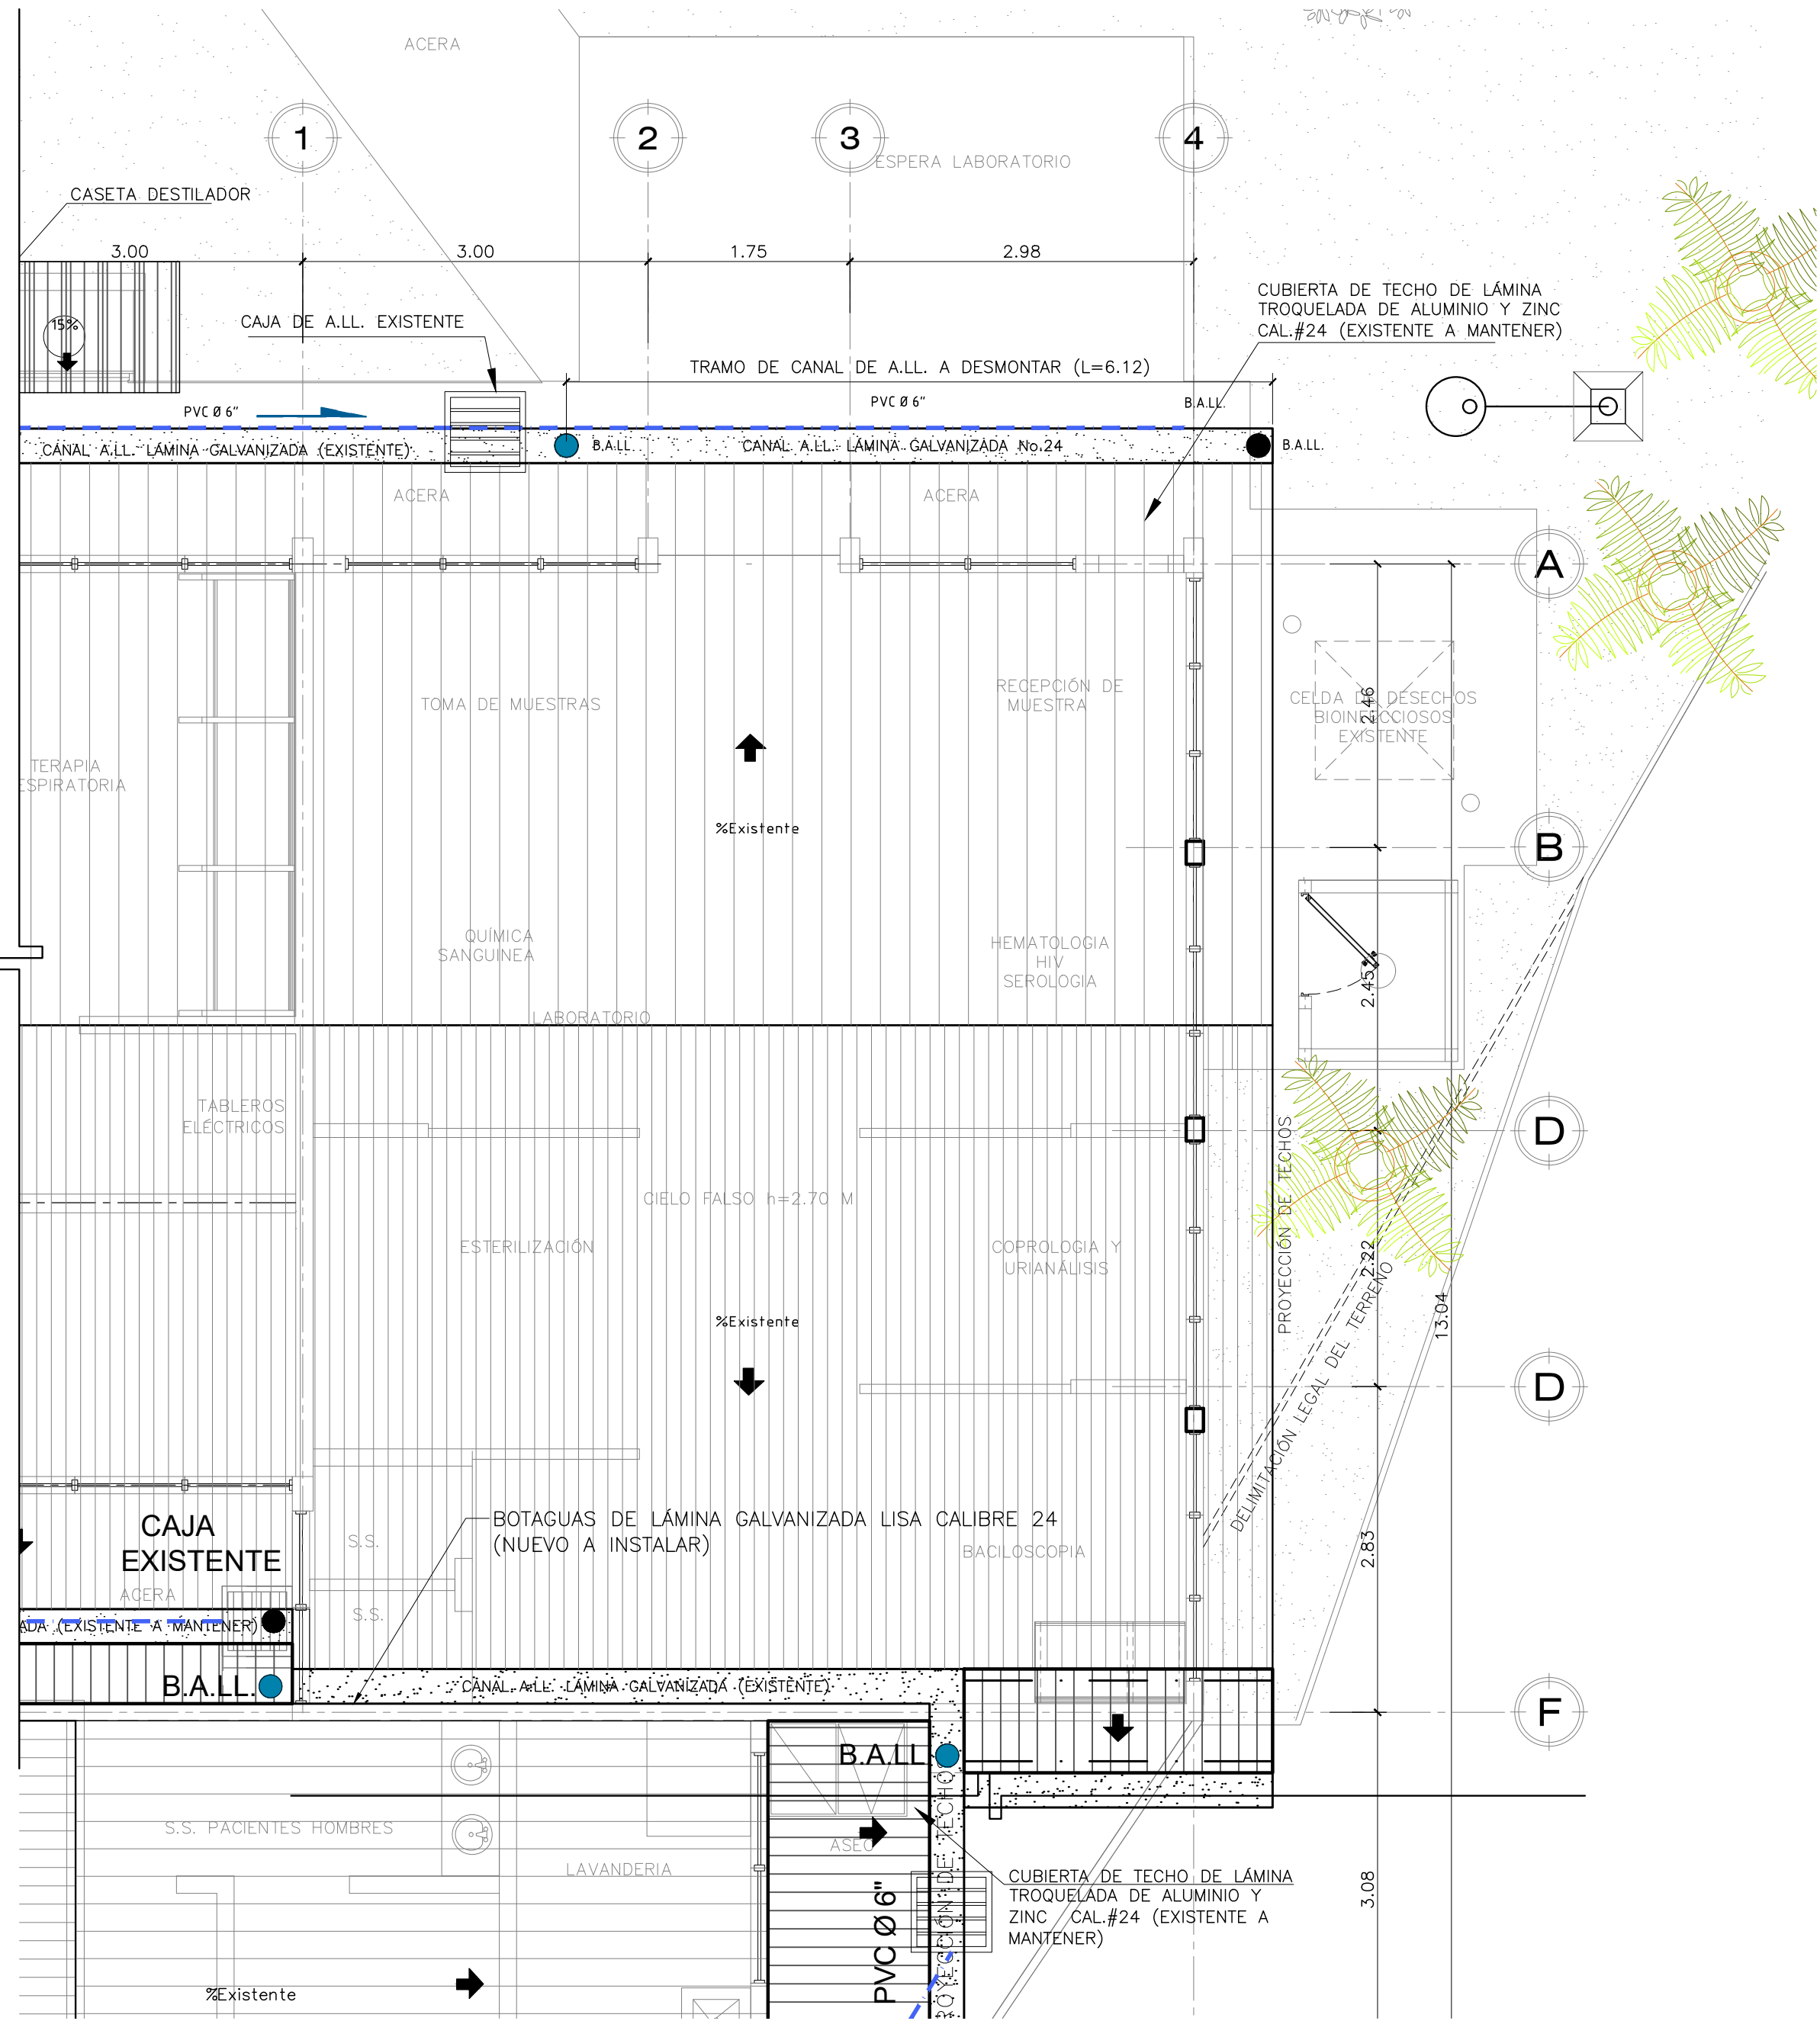 ACERA
1
2
3
4
ESPERA LABORATORIO
CASETA DESTILADOR
3.00
3.00
1.75
2.98
CUBIERTA DE TECHO DE LÁMINA
TROQUELADA DE ALUMINIO Y ZINC
CAL.#24 (EXISTENTE A MANTENER)
15%
CAJA DE A.LL. EXISTENTE
TRAMO DE CANAL DE A.LL. A DESMONTAR (L=6.12)
PVC Ø 6"
PVC Ø 6"
B.A.LL.
CANAL A.LL. LÁMINA GALVANIZADA (EXISTENTE)
B.A.LL
CANAL A.LL. LÁMINA GALVANIZADA No.24
B.A.LL.
ACERA
ACERA
A
TOMA DE MUESTRAS
RECEPCIÓN DE
MUESTRA
2.46
CELDA DE DESECHOS
BIOINFECCIOSOS
EXISTENTE
TERAPIA
ESPIRATORIA
%Existente
B
QUÍMICA
SANGUINEA
HEMATOLOGIA
HIV
SEROLOGIA
2.45
LABORATORIO
TABLEROS
ELÉCTRICOS
D
PROYECCIÓN DE TECHOS
CIELO FALSO h=2.70 M
ESTERILIZACIÓN
COPROLOGIA Y
URIANÁLISIS
2.22
13.04
%Existente
DELIMITACIÓN LEGAL DEL TERRENO
D
CAJA
EXISTENTE
BOTAGUAS DE LÁMINA GALVANIZADA LISA CALIBRE 24
(NUEVO A INSTALAR)
S.S.
BACILOSCOPIA
2.83
ACERA
S.S.
ADA (EXISTENTE A MANTENER)
B.A.LL.
CANAL A.LL. LÁMINA GALVANIZADA (EXISTENTE)
F
B.A.LL
S.S. PACIENTES HOMBRES
ASEO
LAVANDERIA
PVC Ø 6"
ROYECCIÓN DE TECHOS
CUBIERTA DE TECHO DE LÁMINA
TROQUELADA DE ALUMINIO Y
ZINC CAL.#24 (EXISTENTE A
MANTENER)
3.08
%Existente